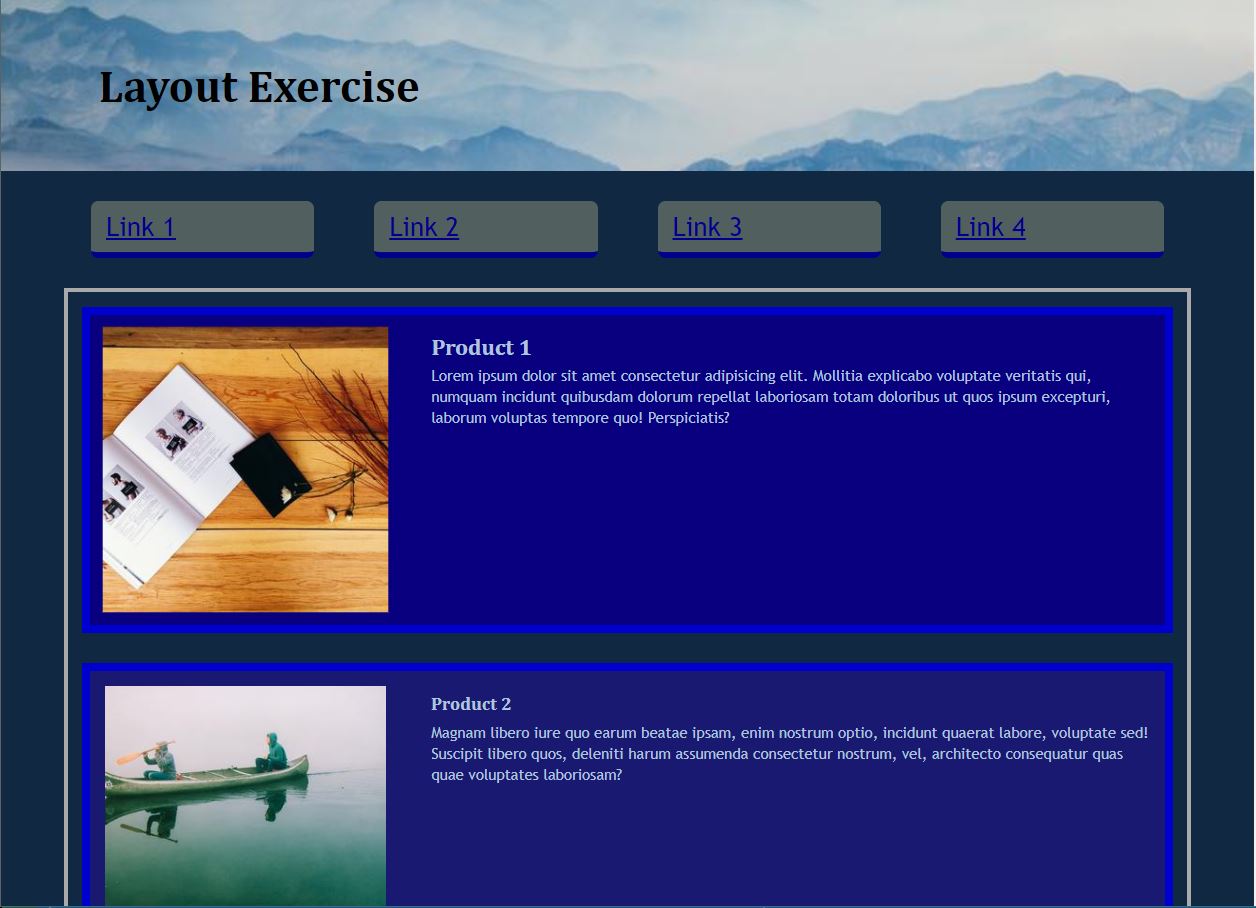 Layout Exercise
Link 1
Link 2
Link 3
Link 4
Product 1
Lorem ipsum dolor sit amet consectetur adipisicing elit. Mollitia explicabo voluptate veritatis qui,
numquam incidunt quibusdam dolorum repellat laboriosam totam doloribus ut quos ipsum excepturi,
laborum voluptas tempore quo! Perspiciatis?
Product 2
Magnam libero iure quo earum beatae ipsam, enim nostrum optio, incidunt quaerat labore, voluptate sed!
Suscipit libero quos, deleniti harum assumenda consectetur nostrum, vel, architecto consequatur quas
quae voluptates laboriosam?